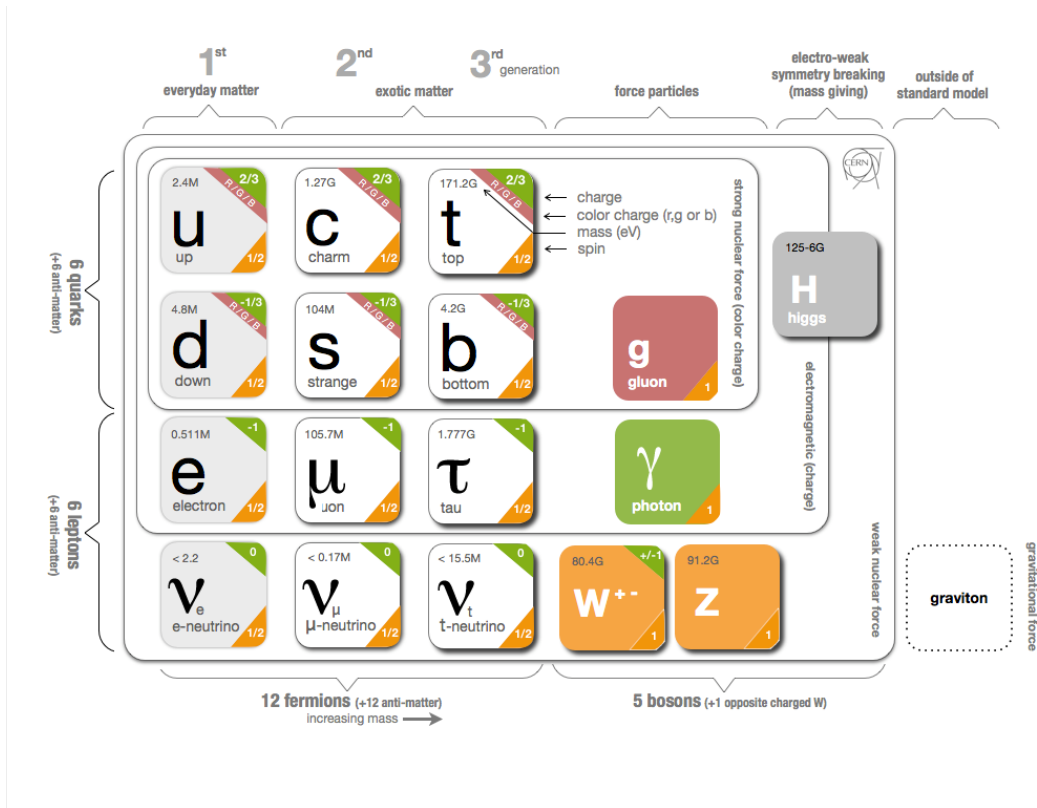 1st
everyday matter
2nd
3rd generation
exotic matter
force particles
electro-weak
symmetry breaking
(mass giving)
outside of
standard model
CERN
6 quarks
(+6 anti-matter)
2.4M
2/3
R/G/B
u
up
1/2
1.27G
2/3
R/G/B
c
charm
1/2
171.2G
2/3
R/G/B
t
top
1/2
charge
color charge (r,g or b)
mass (eV)
spin
strong nuclear force (color charge)
125-6G
H
higgs
4.8M
-1/3
R/G/B
d
down
1/2
104M
-1/3
R/G/B
s
strange
1/2
4.2G
-1/3
R/G/B
b
bottom
1/2
g
gluon
1
electromagnetic (charge)
6 leptons
(+6 anti-matter)
0.511M
-1
e
electron
1/2
105.7M
-1
μ
uon
1/2
1.777G
-1
τ
tau
1/2
γ
photon
1
weak nuclear force
< 2.2
0
νe
e-neutrino
1/2
< 0.17M
0
νμ
μ-neutrino
1/2
< 15.5M
0
νt
t-neutrino
1/2
80.4G
+/-1
W+-
1
91.2G
Z
1
graviton
gravitational force
12 fermions (+12 anti-matter)
increasing mass
5 bosons (+1 opposite charged W)